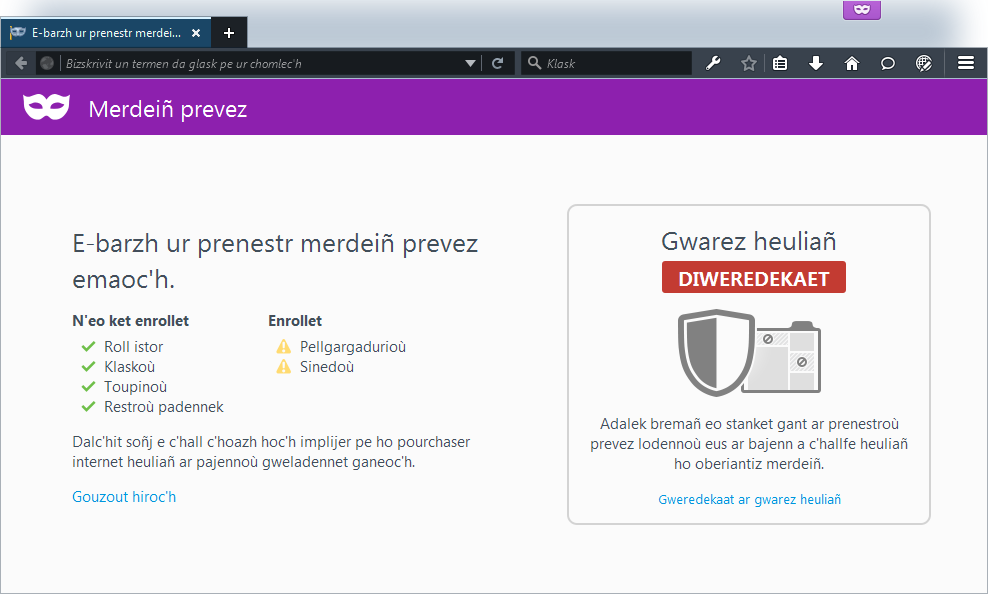 E-barzh ur prenestr merdei...
Bizskrivit un termen da glask pe ur chomlec'h
Klask
Merdeiñ prevez
E-barzh ur prenestr merdeiñ prevez
emaoc'h.
N'eo ket enrollet
Roll istor
Klaskoù
Toupinoù
Restroù padennek
Enrollet
Pellgargadurioù
Sinedoù
Dalc'hit soñj e c'hall c'hoazh hoc'h implijer pe ho pourchaser
internet heuliañ ar pajennoù gweladennet ganeoc'h.
Gouzout hiroc'h
Gwarez heuliañ
DIWEREDEKAET
Adalek bremañ eo stanket gant ar prenestroù
prevez lodennoù eus ar bajenn a c'hallfe heuliañ
ho oberiantiz merdeiñ.
Gweredekaat ar gwarez heuliañ